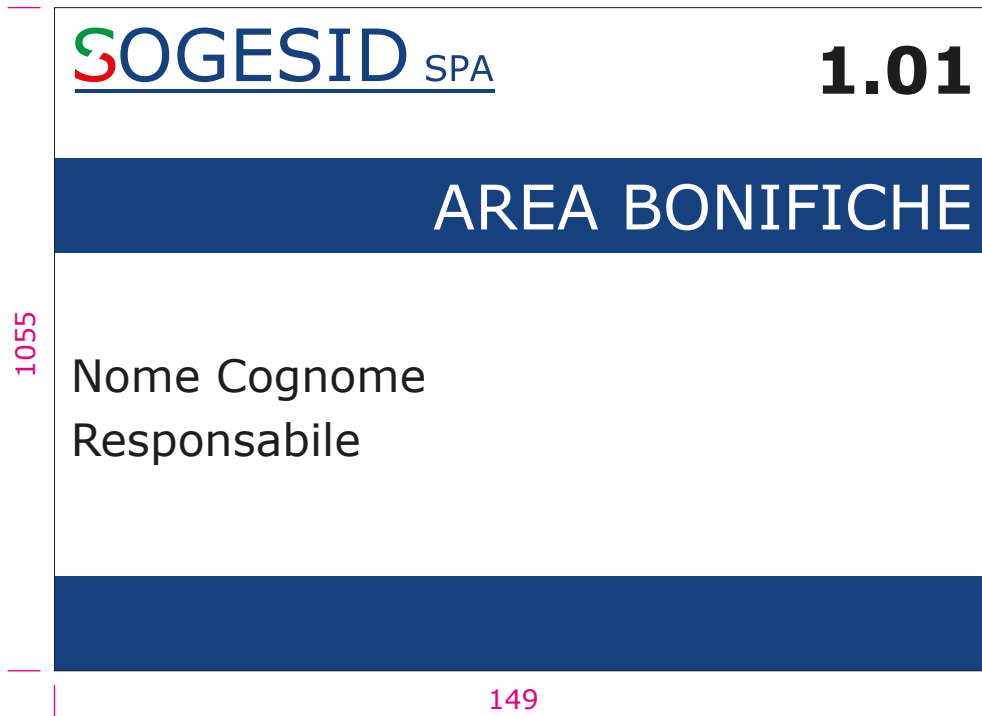 SOGESID SPA
1.01
AREA BONIFICHE
1055
Nome Cognome
Responsabile
149